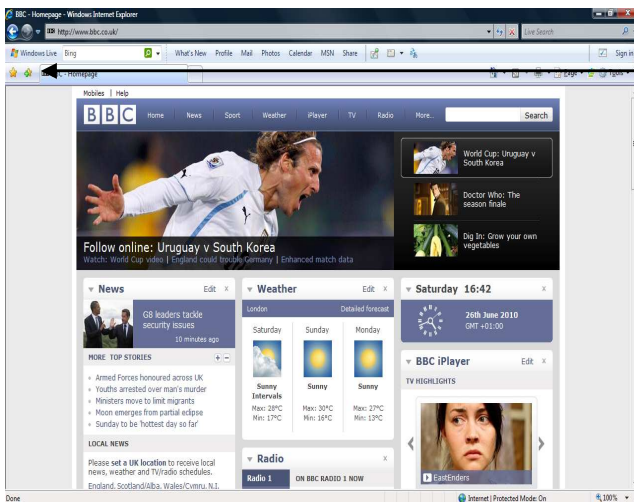 BBC - Homepage - Windows Internet Explorer
http://www.bbc.co.uk/
Live Search
Windows Live Bing What's New Profile Mail Photos Calendar MSN Share Sign in
C - Homepage Page Tools
Mobiles | Help
BBC Home News Sport Weather iPlayer TV Radio More... Search
World Cup: Uruguay v
South Korea
Doctor Who: The
season finale
Dig In: Grow your own
vegetables
Follow online: Uruguay v South Korea
Watch: World Cup video | England could trouble Germany | Enhanced match
data
News Edit x
G8 leaders tackle
security issues
10 minutes ago
MORE TOP STORIES + −
Armed Forces honoured across UK
Youths arrested over man's murder
Ministers move to limit migrants
Moon emerges from partial eclipse
Sunday to be 'hottest day so far'
LOCAL NEWS
Please set a UK location to receive local
news, weather and TV/radio schedules.
England, Scotland/Alba, Wales/Cymru, N.I.
Weather Edit x
London Detailed forecast
Saturday Sunday Monday
Sunny Intervals Sunny Sunny
Max: 28°C Max: 30°C Max: 27°C
Min: 17°C Min: 16°C Min: 13°C
Radio x
Radio 1 ON BBC RADIO 1 NOW
Saturday 16:42 x
26th June 2010
GMT +01:00
BBC iPlayer Edit x
TV HIGHLIGHTS
EastEnders
Done Internet | Protected Mode: On 100%